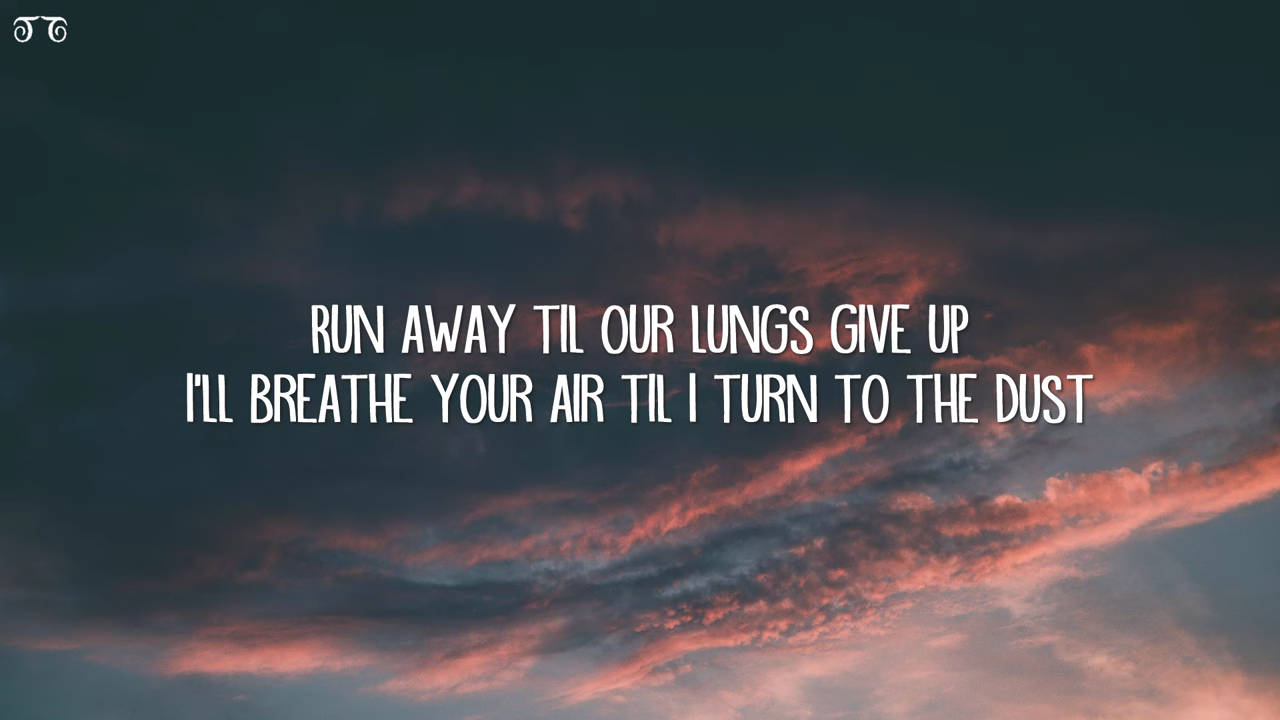 RUN AWAY TIL OUR LUNGS GIVE UP
I'LL BREATHE YOUR AIR TIL I TURN TO THE DUST